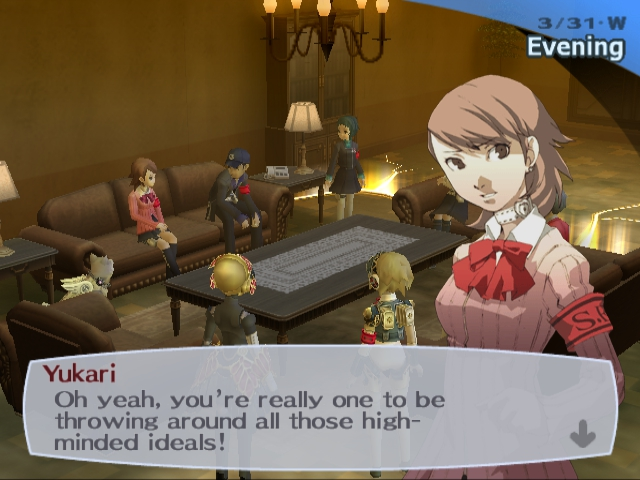 3/31·W
Evening
Yukari
Oh yeah, you're really one to be
throwing around all those high-
minded ideals!